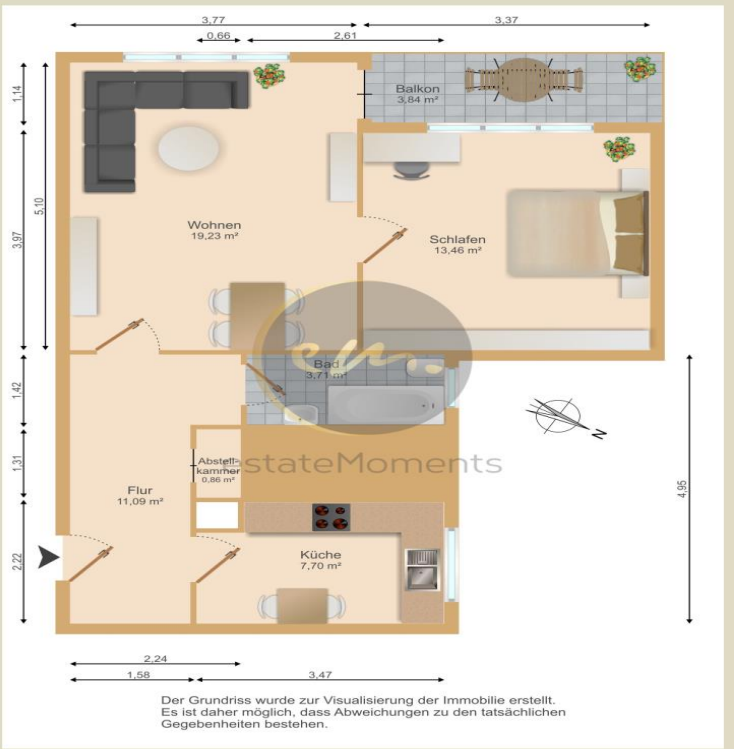 3,77
3,37
0,66
2,61
1,14
5,10
3,97
Balkon
3,84 m²
Wohnen
19,23 m²
Schlafen
13,46 m²
em.
Bad
3,71 m²
1,42
1,31
2,22
4,95
N
Abstell-
kammer
0,86 m²
estateMoments
Flur
11,09 m²
Küche
7,70 m²
2,24
1,58
3,47
Der Grundriss wurde zur Visualisierung der Immobilie erstellt.
Es ist daher möglich, dass Abweichungen zu den tatsächlichen
Gegebenheiten bestehen.